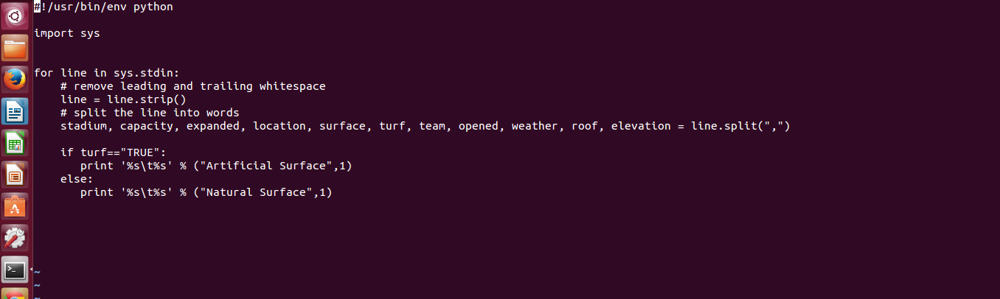 #!/usr/bin/env python
import sys
for line in sys.stdin:
# remove leading and trailing whitespace
line = line.strip()
# split the line into words
stadium, capacity, expanded, location, surface, turf, team, opened, weather, roof, elevation = line.split(",")
if turf=="TRUE":
print '%s\t%s' % ("Artificial Surface",1)
else:
print '%s\t%s' % ("Natural Surface",1)
~
~
~